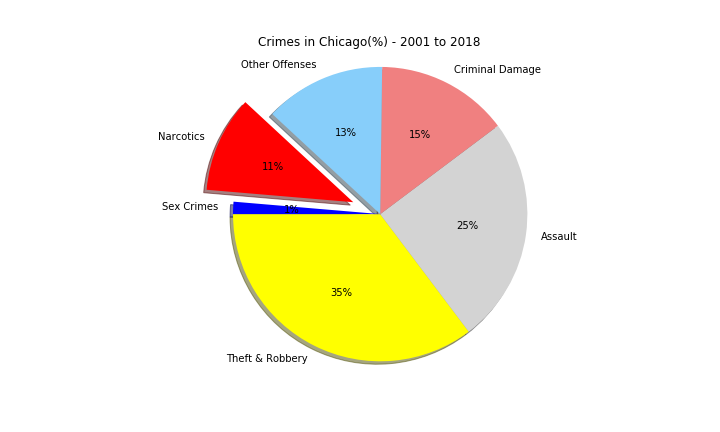 Crimes in Chicago(%) - 2001 to 2018
Other Offenses
Criminal Damage
13%
15%
Narcotics
11%
Sex Crimes
1%
25%
Assault
35%
Theft & Robbery